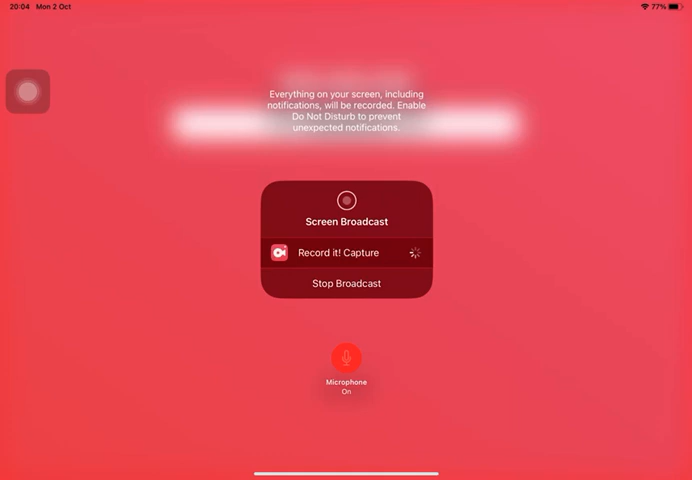 20:04 Mon 2 Oct 77%
Everything on your screen, including
notifications, will be recorded. Enable
Do Not Disturb to prevent
unexpected notifications.
Screen Broadcast
Record it! Capture
Stop Broadcast
Microphone
On